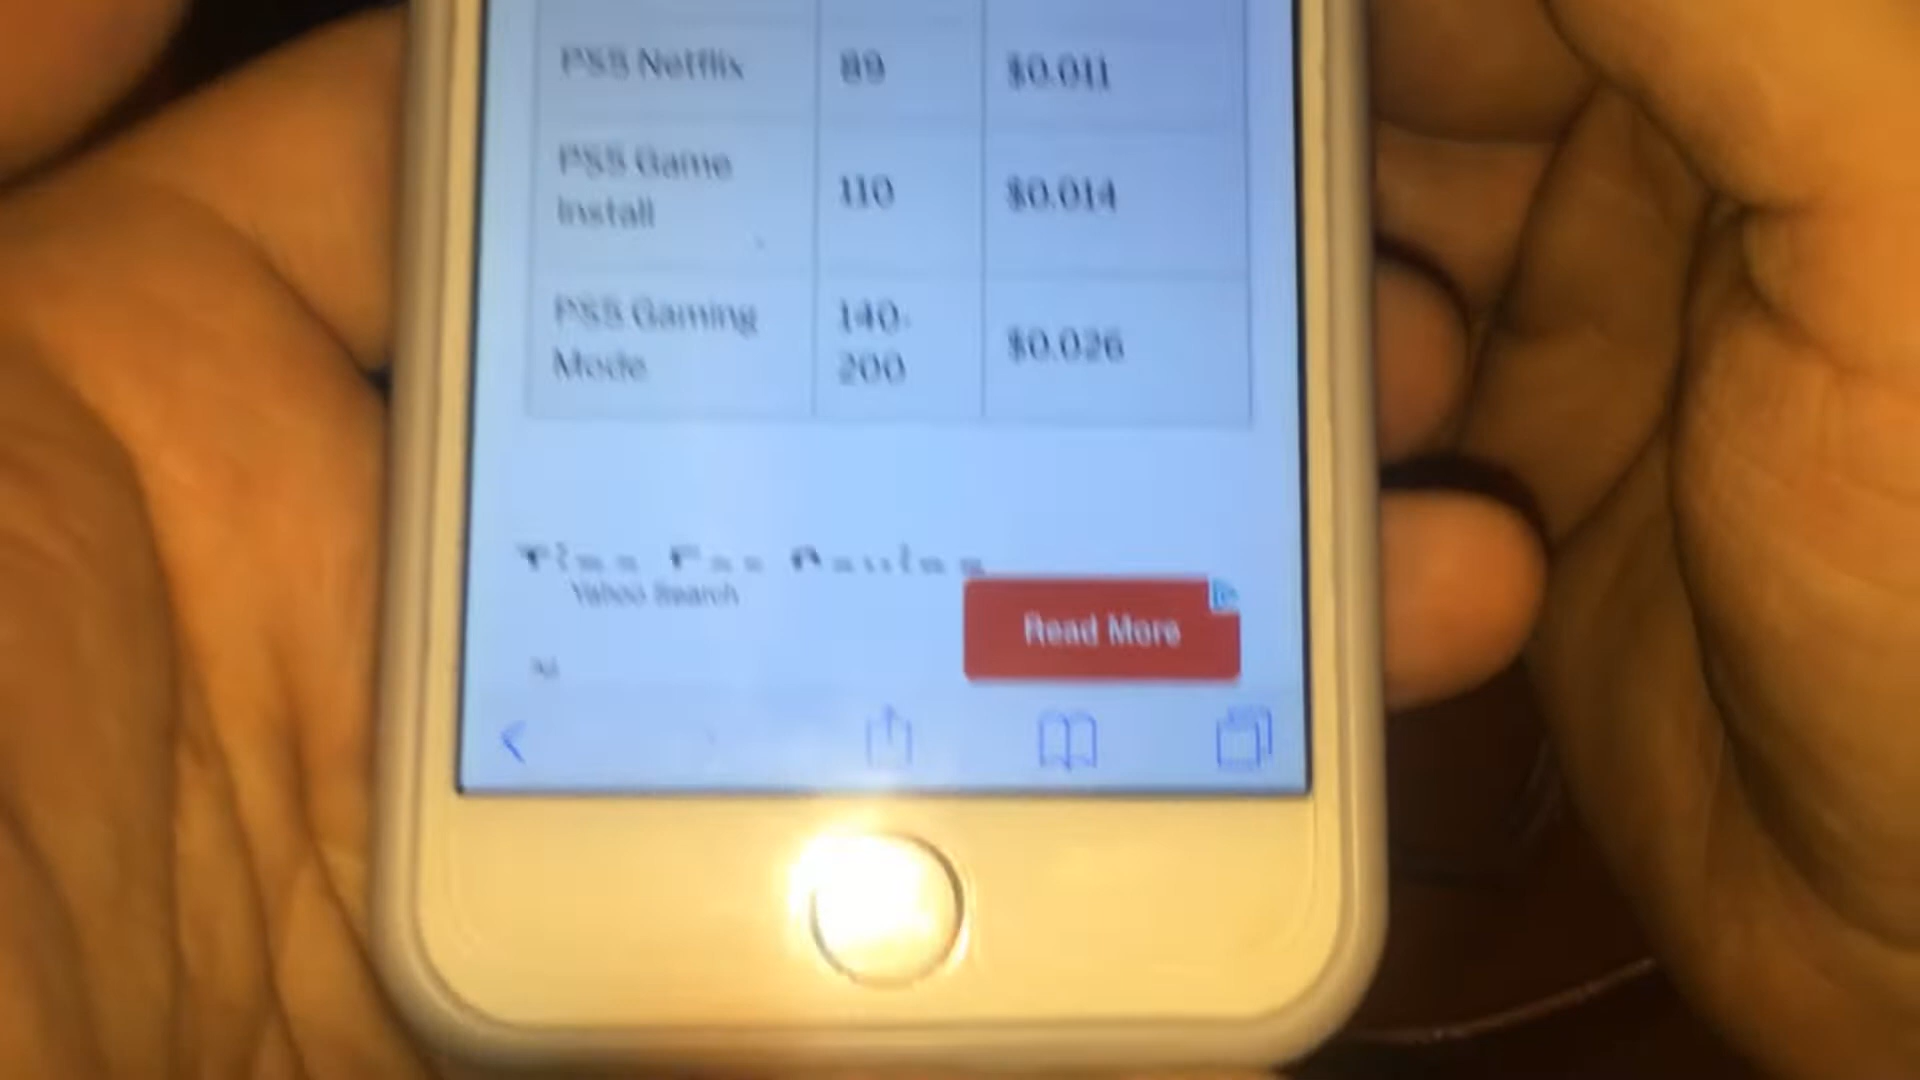 PS5 Netflix
89
$0.011
PS5 Game
Install
110
$0.014
PS5 Gaming
Mode
140-
200
$0.026
Yahoo Search
Read More
Ad